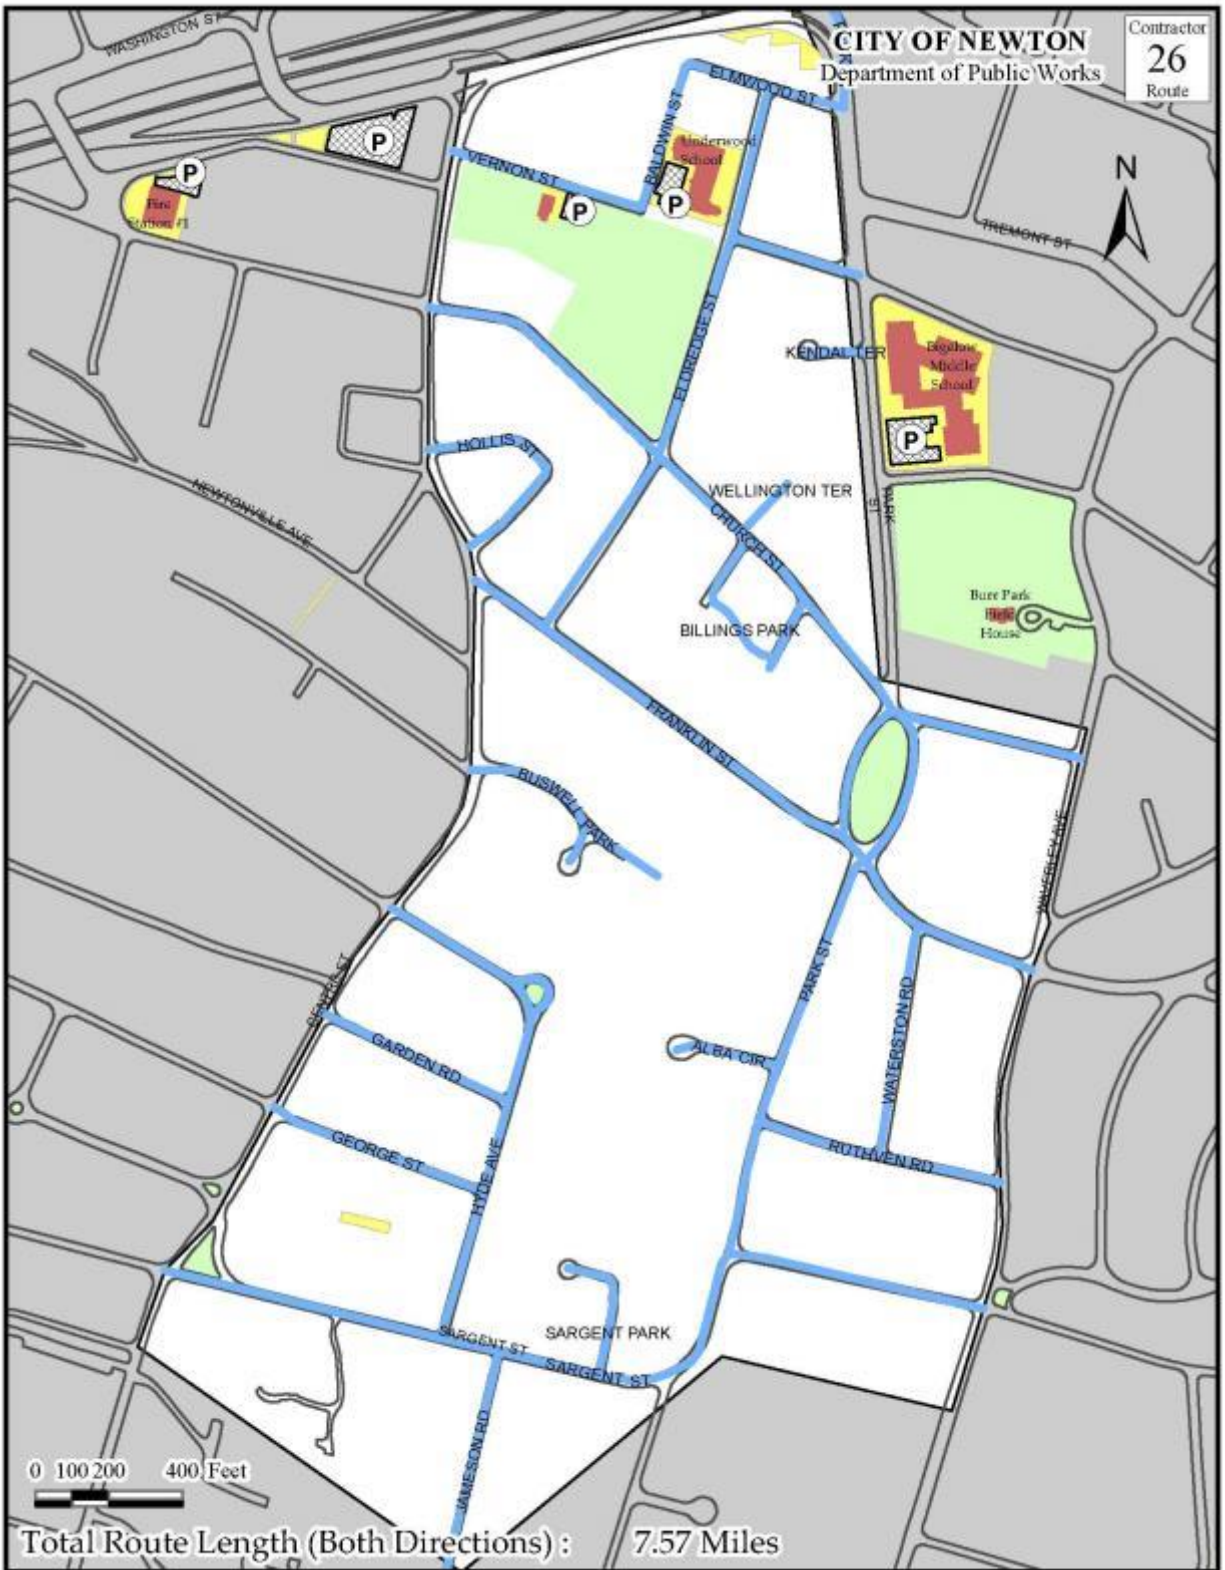 CITY OF NEWTON
Department of Public Works
Contractor
26
Route
WASHINGTON ST
ELMWOOD ST
BALDWIN ST
Underwood
School
VERNON ST
P
P
P
P
Fire
Station #1
N
TREMONT ST
ELDREDGE ST
KENDAL TER
Bigelow
Middle
School
P
HOLLIS ST
WELLINGTON TER
PARK
ST
NEWTONVILLE AVE
CHURCH ST
Burr Park
Field
House
BILLINGS PARK
FRANKLIN ST
BUSWELL PARK
WAVERLEY AVE
CENTRE ST
PARK ST
WATERSTON RD
GARDEN RD
ALBA CIR
GEORGE ST
HYDE AVE
RUTHVEN RD
SARGENT PARK
SARGENT ST
SARGENT ST
JAMESON RD
0 100 200 400 Feet
Total Route Length (Both Directions) : 7.57 Miles